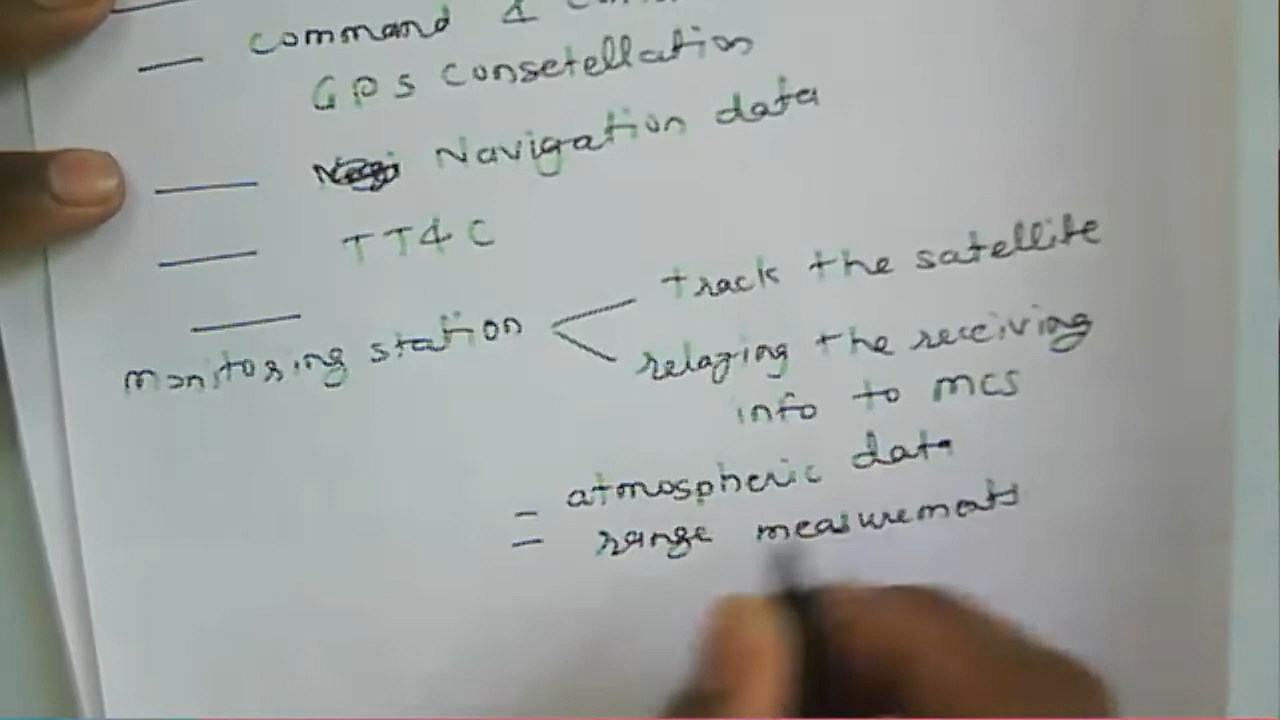 — command &
GPS Consetellation
— Navigation data
— TT&C
—
monitoring station < track the satellite
relaying the receiving
info to MCS
- atmospheric data
- range measurements